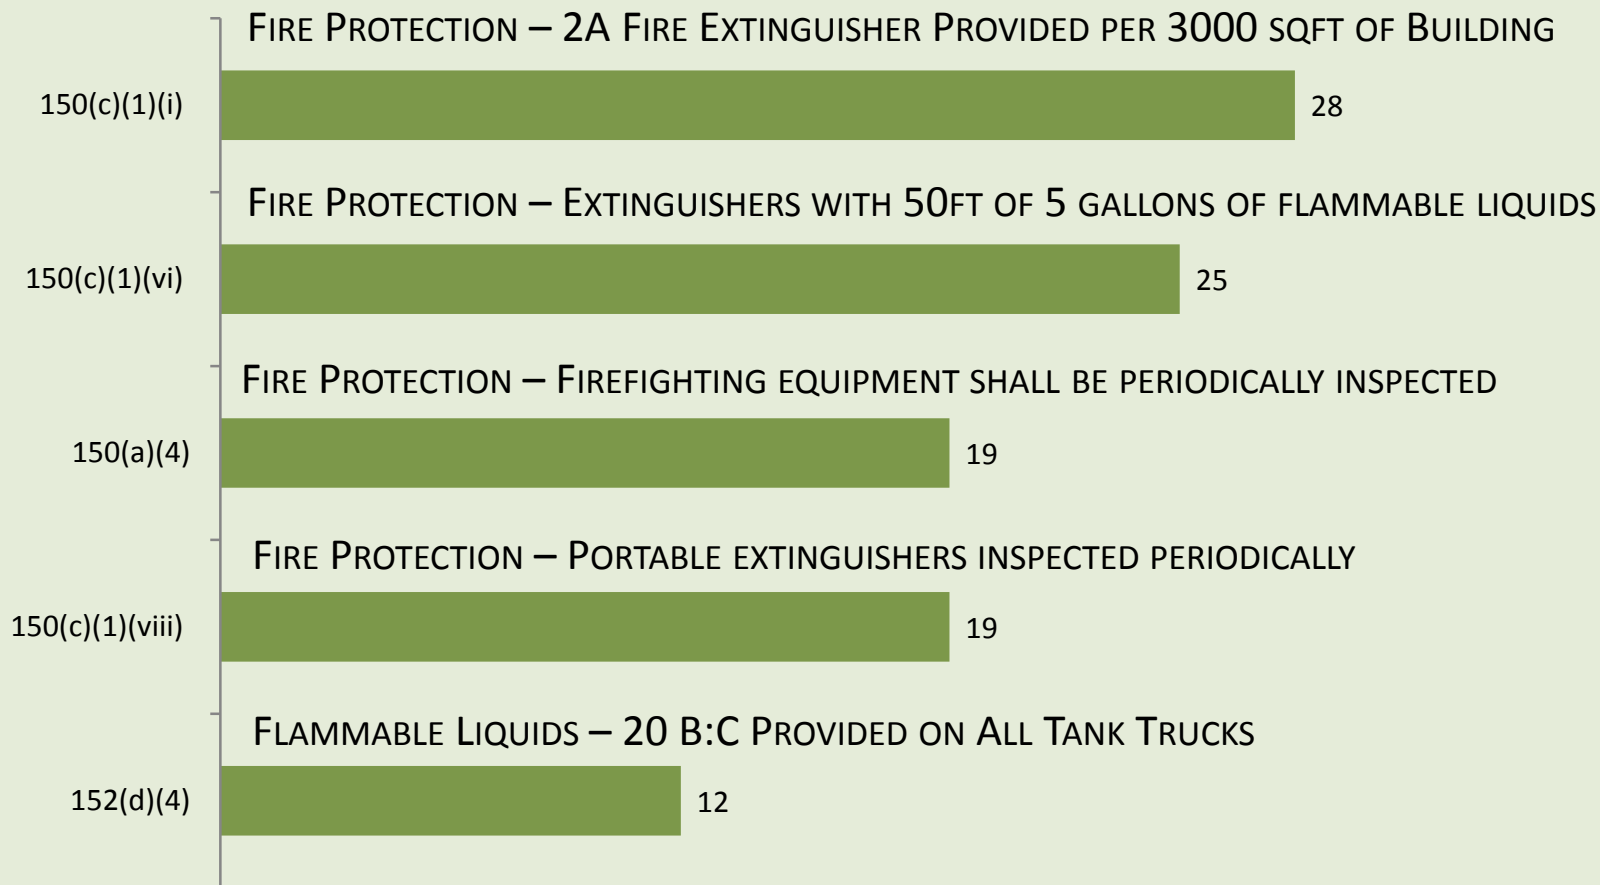 Fire Protection – 2A Fire Extinguisher Provided per 3000 sqft of Building
150(c)(1)(i)
28
Fire Protection – Extinguishers with 50ft of 5 gallons of flammable liquids
150(c)(1)(vi)
25
Fire Protection – Firefighting equipment shall be periodically inspected
150(a)(4)
19
Fire Protection – Portable extinguishers inspected periodically
150(c)(1)(viii)
19
Flammable Liquids – 20 B:C Provided on All Tank Trucks
152(d)(4)
12